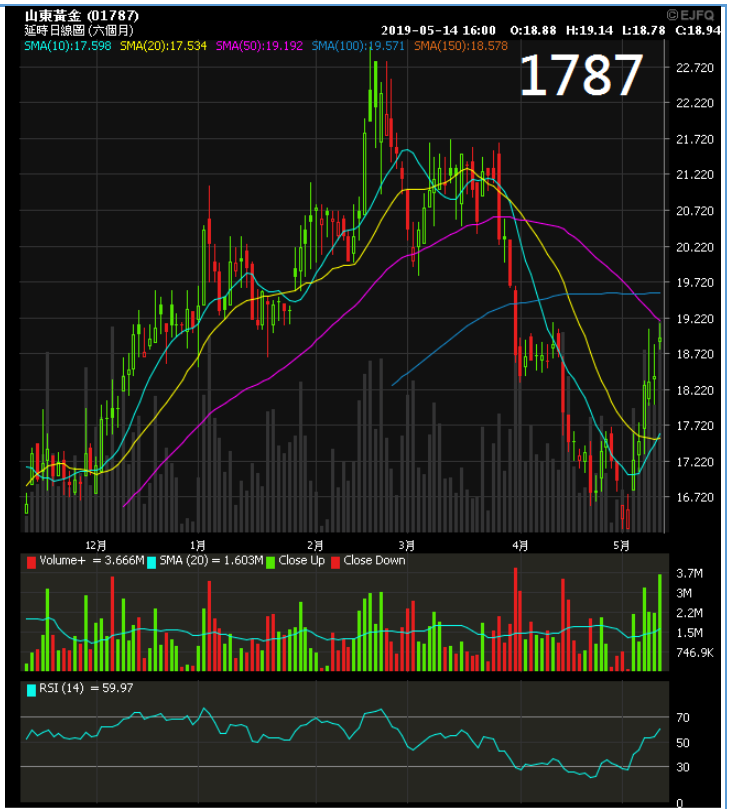 山東黃金 (01787)
©EJFQ
延時日線圖 (六個月)
2019-05-14 16:00 O:18.88 H:19.14 L:18.78 C:18.94
SMA(10):17.598 SMA(20):17.534 SMA(50):19.192 SMA(100):19.571 SMA(150):18.578
1787
22.720
22.220
21.720
21.220
20.720
20.220
19.720
19.220
18.720
18.220
17.720
17.220
16.720
12月 1月 2月 3月 4月 5月
Volume+ = 3.666M SMA (20) = 1.603M Close Up Close Down
3.7M
3M
2.2M
1.5M
746.9K
RSI (14) = 59.97
70
50
30
0